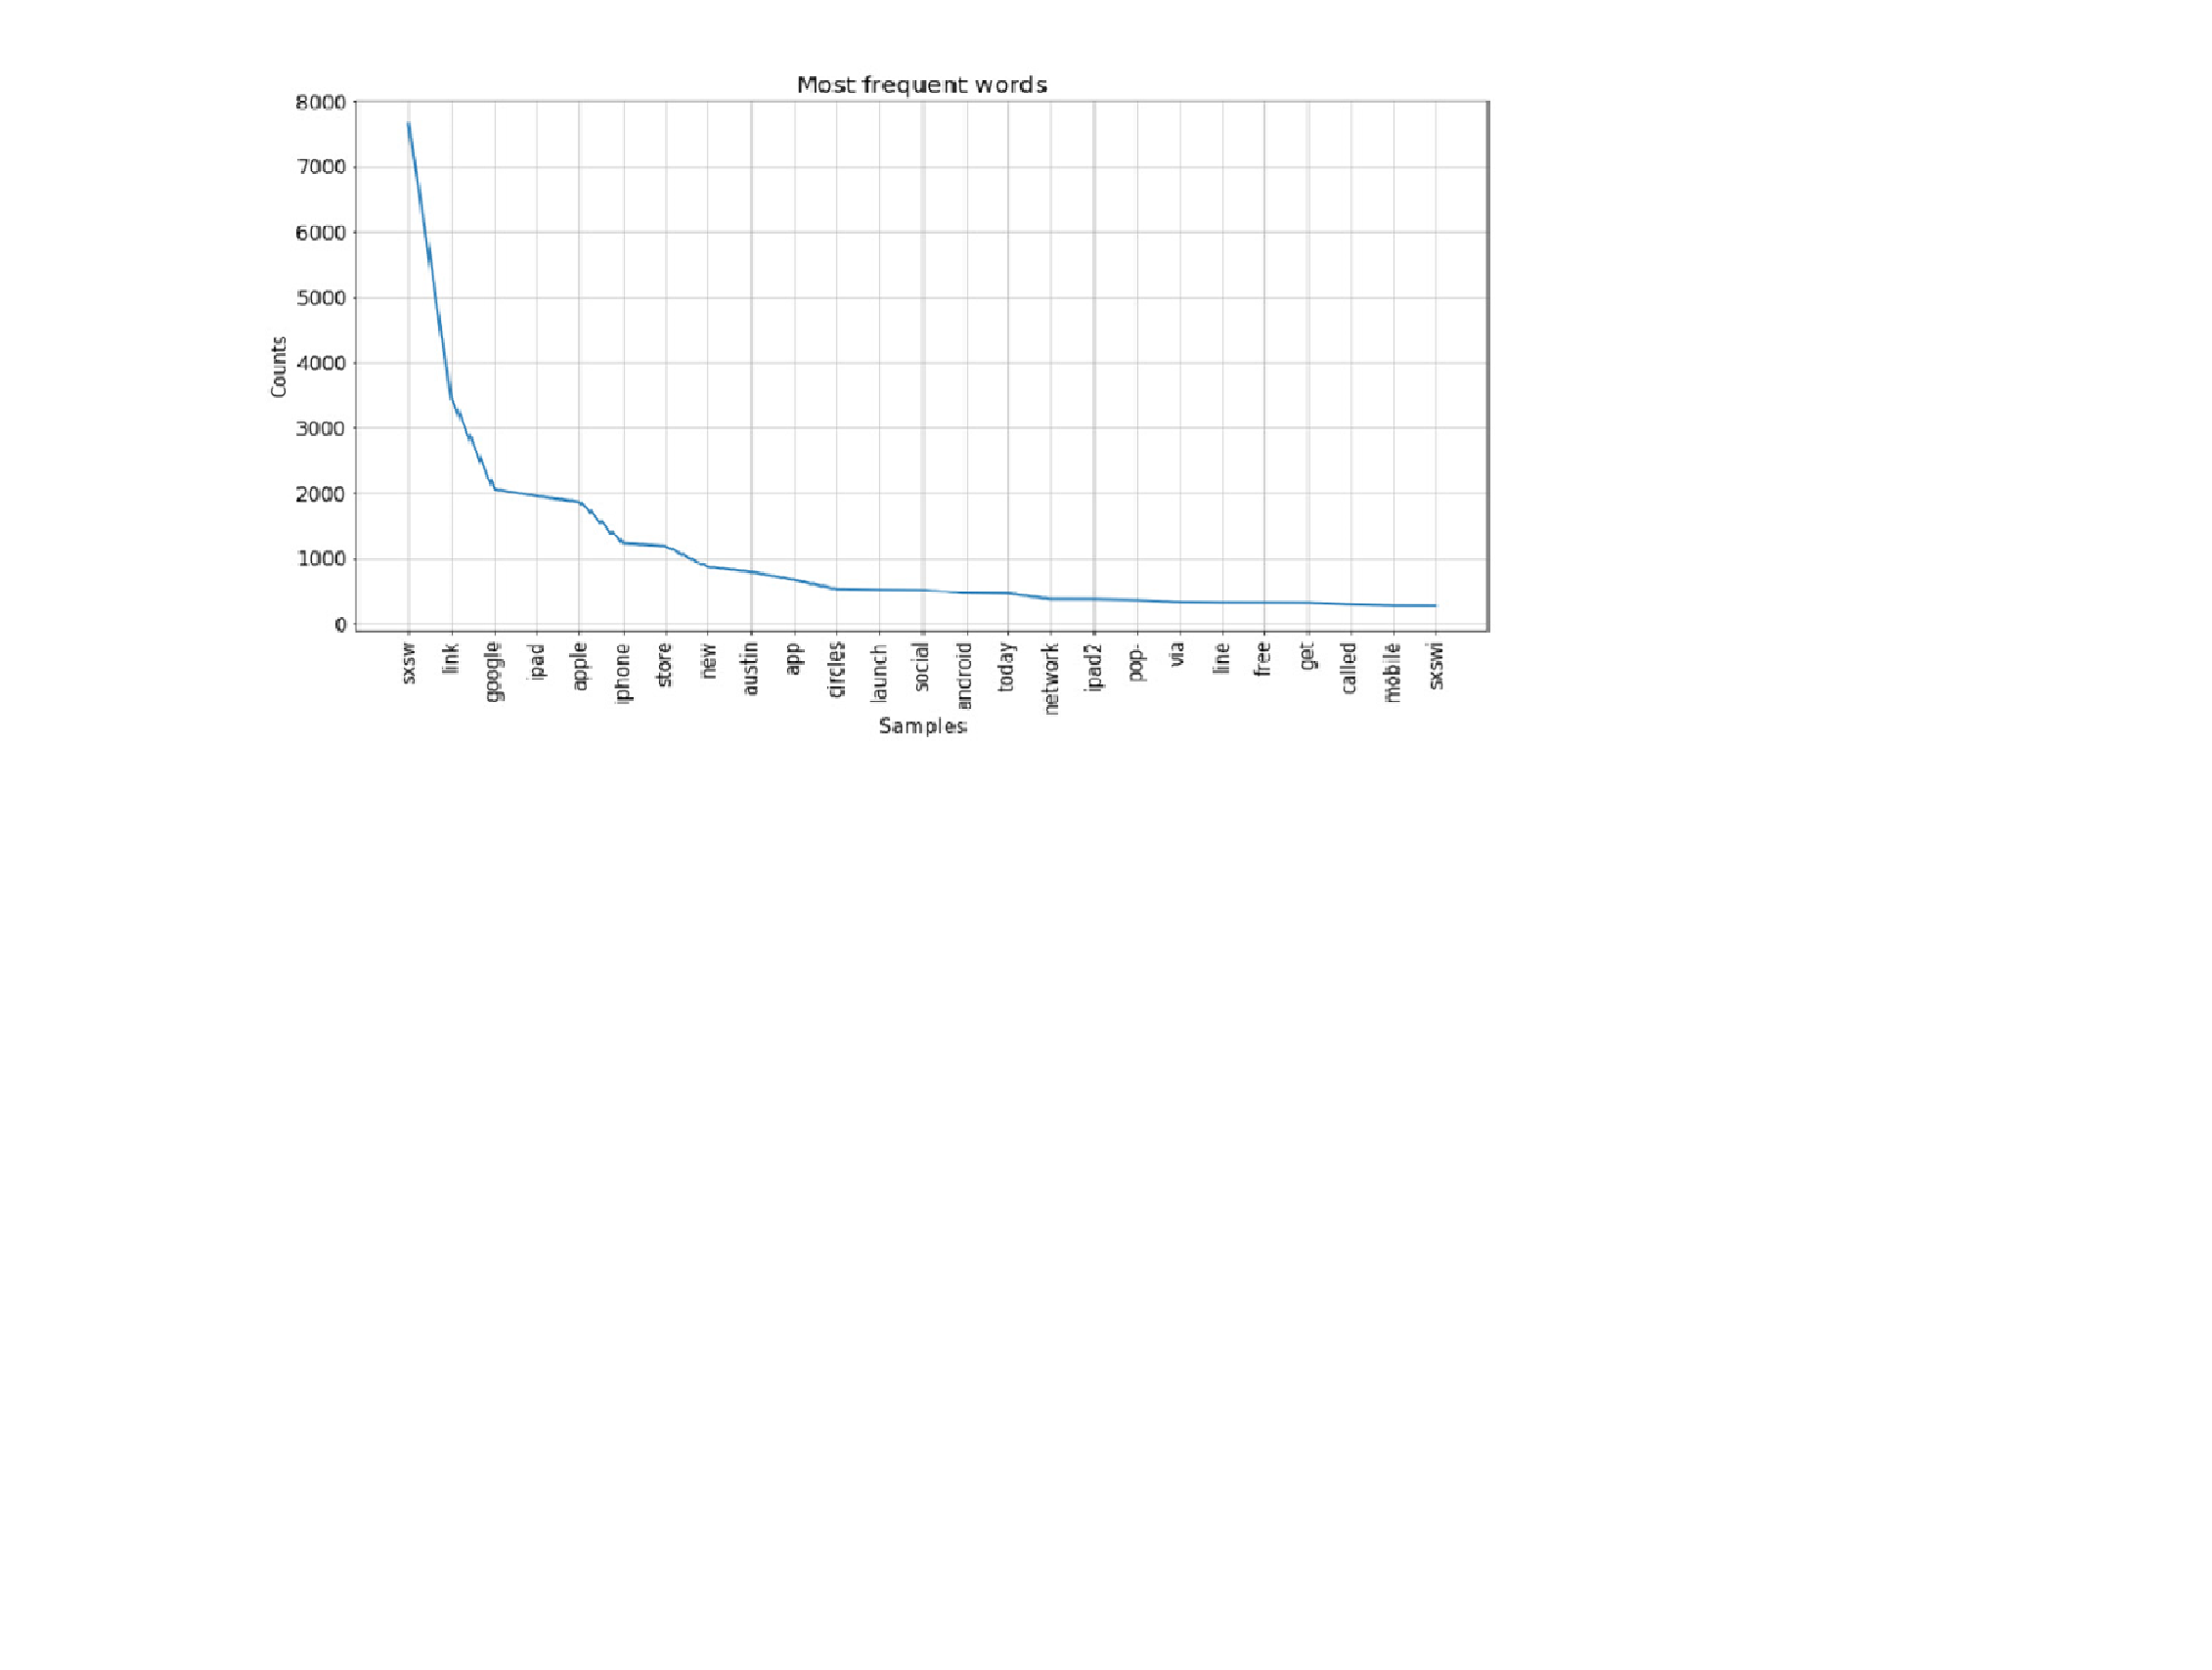 Most frequent words
8000
7000
6000
5000
4000
3000
2000
1000
0
Counts
sxsw
link
google
ipad
apple
iphone
store
new
austin
app
circles
launch
social
android
today
network
ipad2
pop-
via
line
free
get
called
mobile
sxswi
Samples